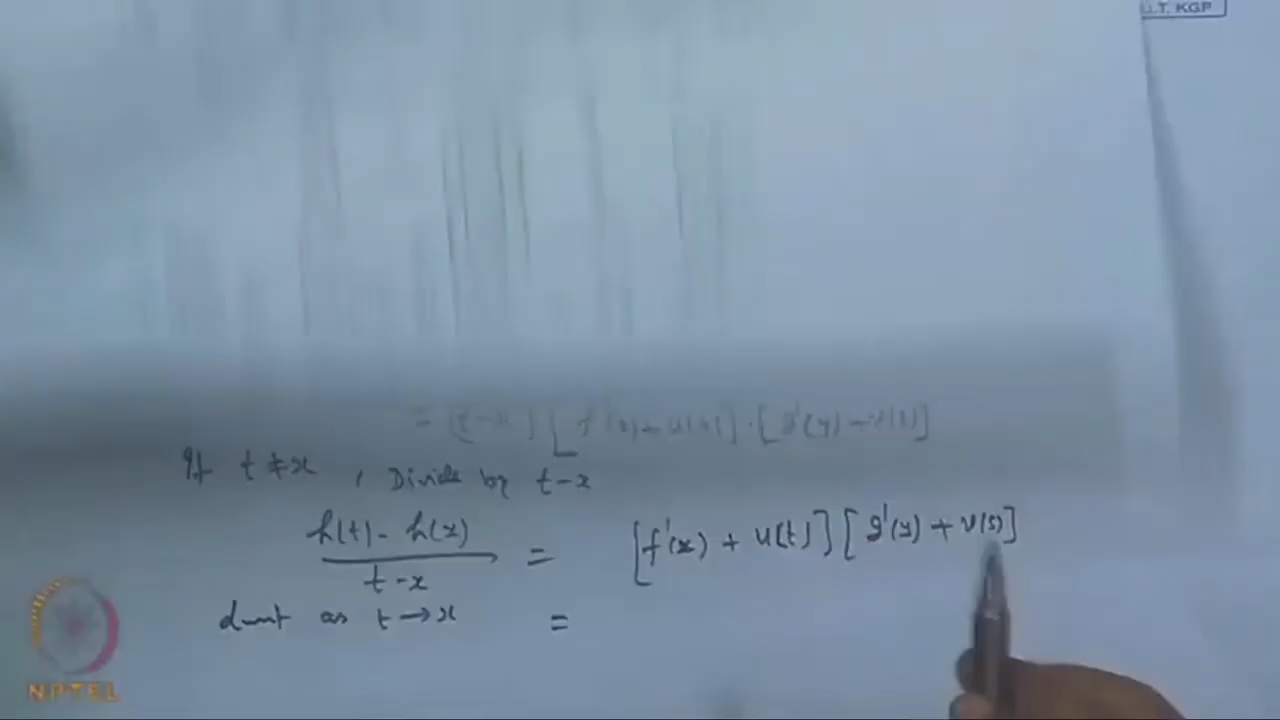 I.I.T. KGP
= (t-x) [f'(x) + u(t)] . [g'(y) + v(s)]
If t ≠ x , Divide by t-x
h(t) - h(x) / t-x = [f'(x) + u(t)] [g'(y) + v(s)]
limit as t → x =
NPTEL